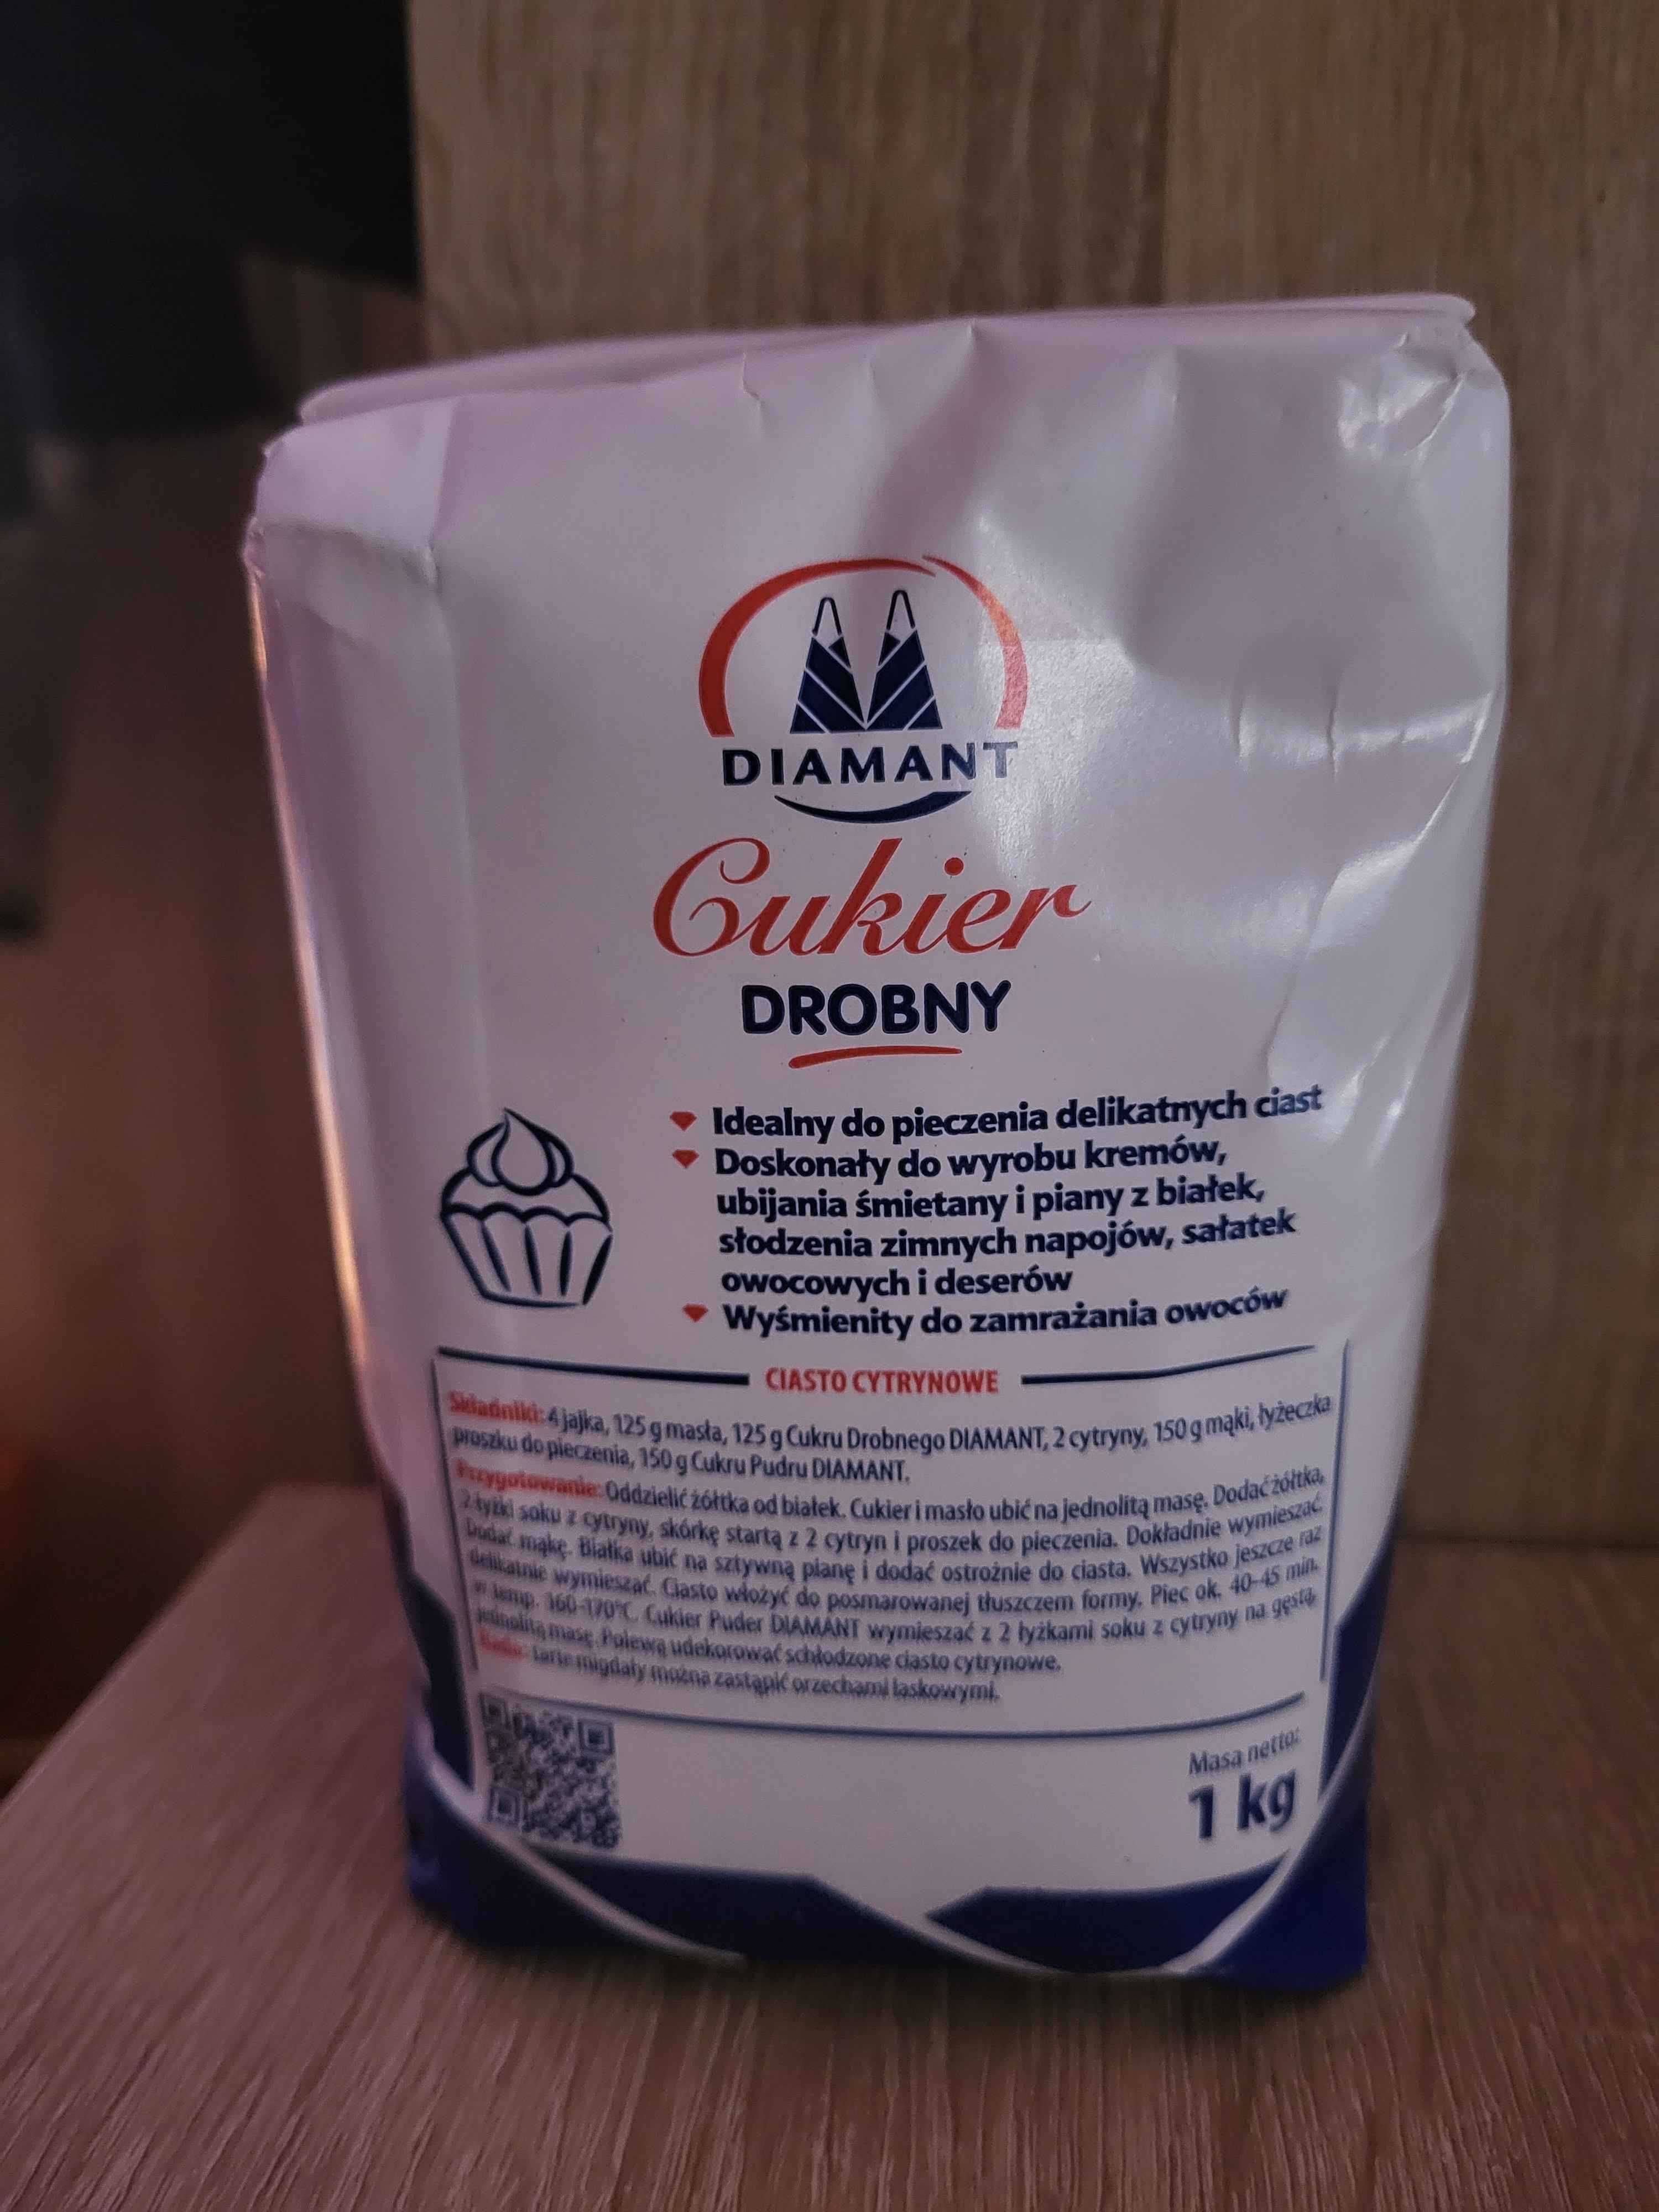 DIAMANT
Cukier
DROBNY
Idealny do pieczenia delikatnych ciast
Doskonały do wyrobu kremów,
ubijania śmietany i piany z białek,
słodzenia zimnych napojów, sałatek
owocowych i deserów
Wyśmienity do zamrażania owoców
CIASTO CYTRYNOWE
Składniki: 4 jajka, 125 g masła, 125 g Cukru Drobnego DIAMANT, 2 cytryny, 150 g mąki, łyżeczka
proszku do pieczenia, 150 g Cukru Pudru DIAMANT.
Przygotowanie: Oddzielić żółtka od białek. Cukier i masło ubić na jednolitą masę. Dodać żółtka,
2 łyżki soku z cytryny, skórkę startą z 2 cytryn i proszek do pieczenia. Dokładnie wymieszać.
Dodać mąkę. Białka ubić na sztywną pianę i dodać ostrożnie do ciasta. Wszystko jeszcze raz
delikatnie wymieszać. Ciasto włożyć do posmarowanej tłuszczem formy. Piec ok. 40-45 min.
w temp. 160-170°C. Cukier Puder DIAMANT wymieszać z 2 łyżkami soku z cytryny na gęstą,
jednolitą masę. Polewą udekorować schłodzone ciasto cytrynowe.
tarte migdały można zastąpić orzechami laskowymi.
Masa netto:
1 kg